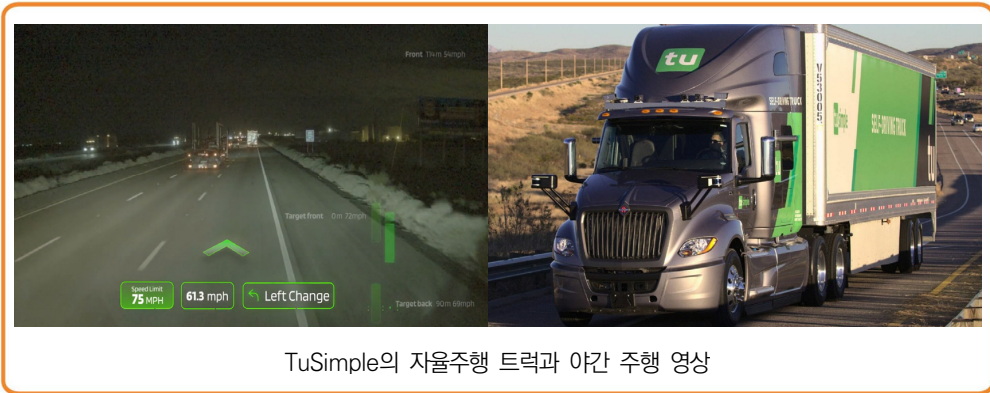 Front 114m 54mph
Target front 0m 72mph
Speed Limit
75 MPH
61.3 mph
Left Change
Target back 90m 69mph
tu
SELF-DRIVING TRUCK
V53005
tusimple
SELF-DRIVING TRUCK
TuSimple의 자율주행 트럭과 야간 주행 영상